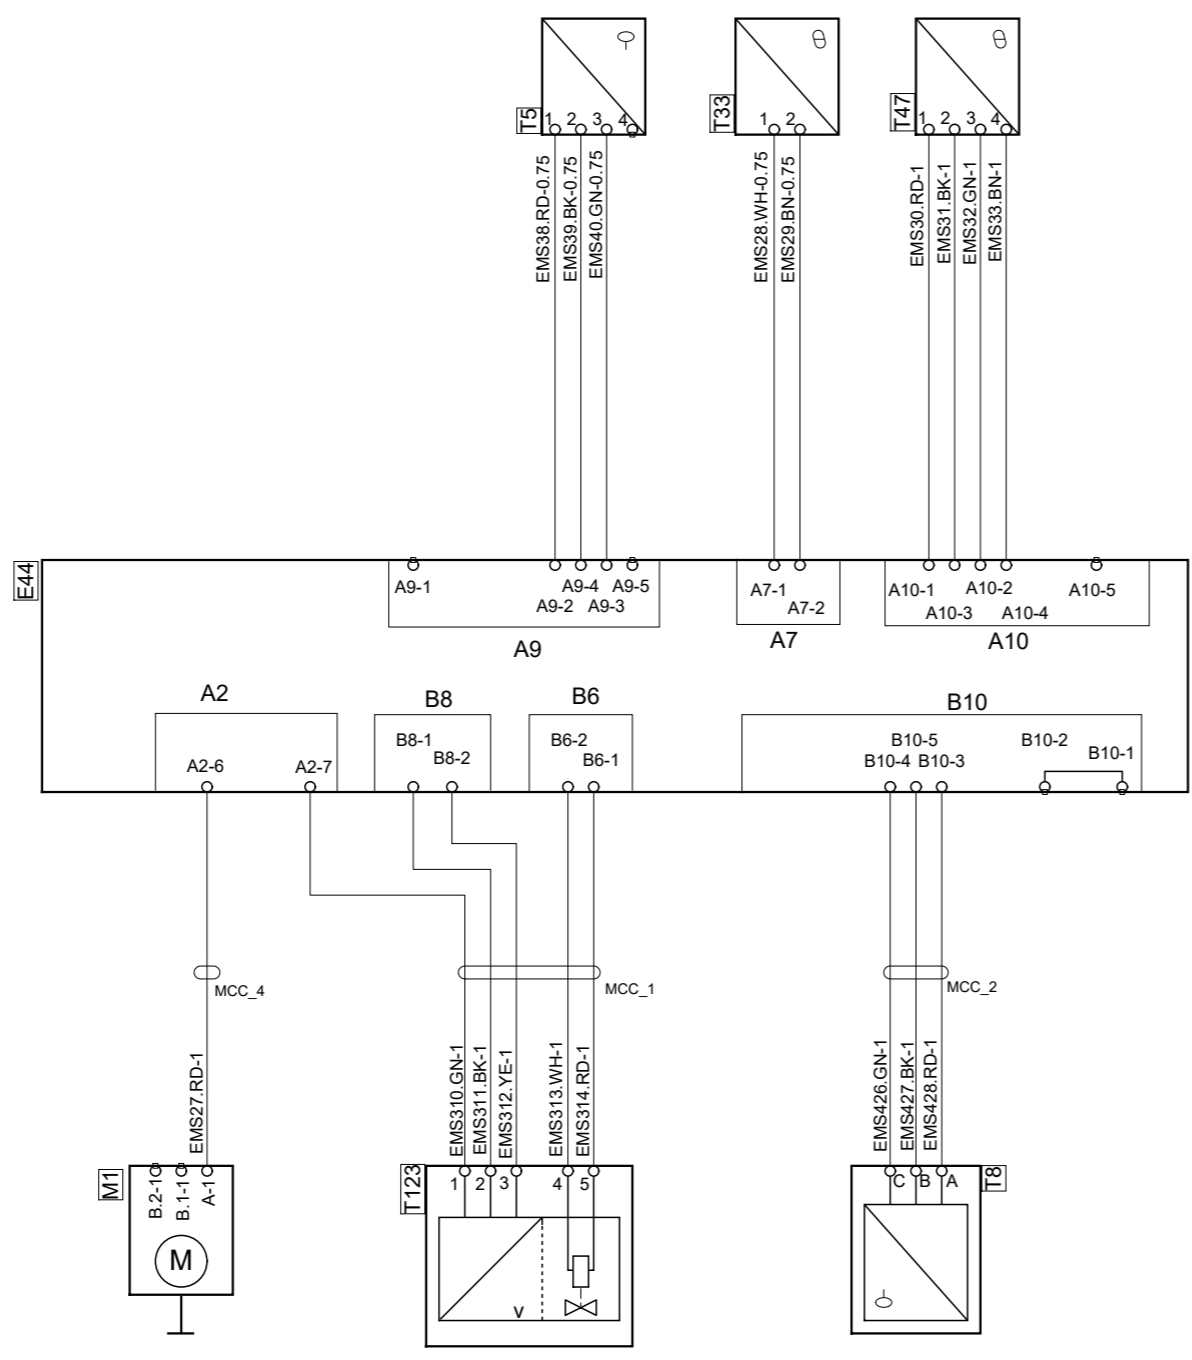 T5
1 2 3 4
T33
1 2
T47
1 2 3 4
EMS38.RD-0.75
EMS39.BK-0.75
EMS40.GN-0.75
EMS28.WH-0.75
EMS29.BN-0.75
EMS30.RD-1
EMS31.BK-1
EMS32.GN-1
EMS33.BN-1
E44
A9-1 A9-4 A9-5
A9-2 A9-3
A9
A7-1
A7-2
A7
A10-1 A10-2 A10-5
A10-3 A10-4
A10
A2
A2-6 A2-7
B8
B8-1
B8-2
B6
B6-2
B6-1
B10
B10-5
B10-4 B10-3
B10-2
B10-1
MCC_4
MCC_1
MCC_2
EMS27.RD-1
EMS310.GN-1
EMS311.BK-1
EMS312.YE-1
EMS313.WH-1
EMS314.RD-1
EMS426.GN-1
EMS427.BK-1
EMS428.RD-1
M1
B.2-1
B.1-1
A-1
M
T123
1 2 3 4 5
v
T8
C B A